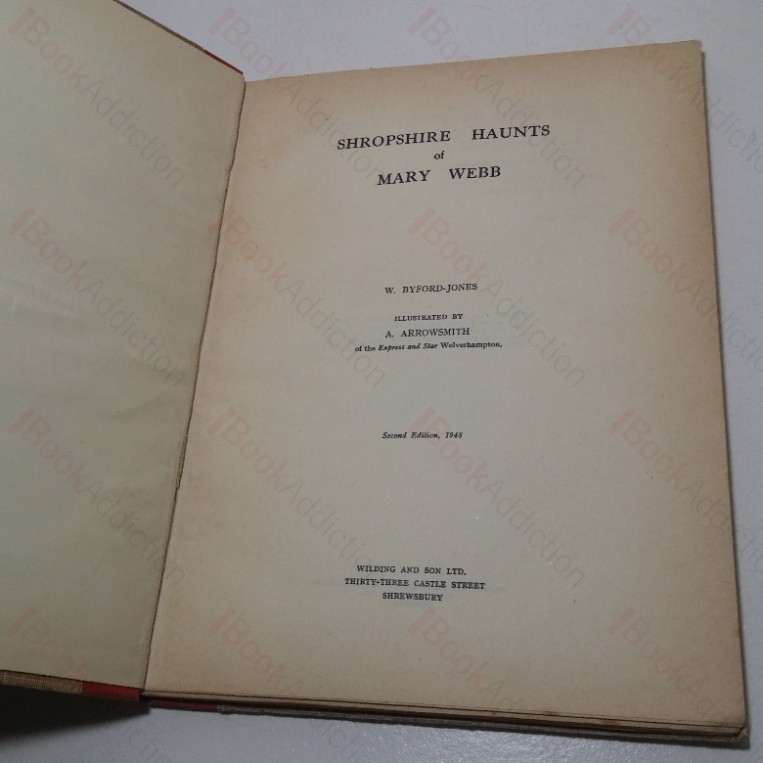 SHROPSHIRE HAUNTS
of
MARY WEBB
W. BYFORD-JONES
ILLUSTRATED BY
A. ARROWSMITH
of the Express and Star Wolverhampton.
Second Edition, 1948
WILDING AND SON LTD.
THIRTY-THREE CASTLE STREET
SHREWSBURY
BookAddiction